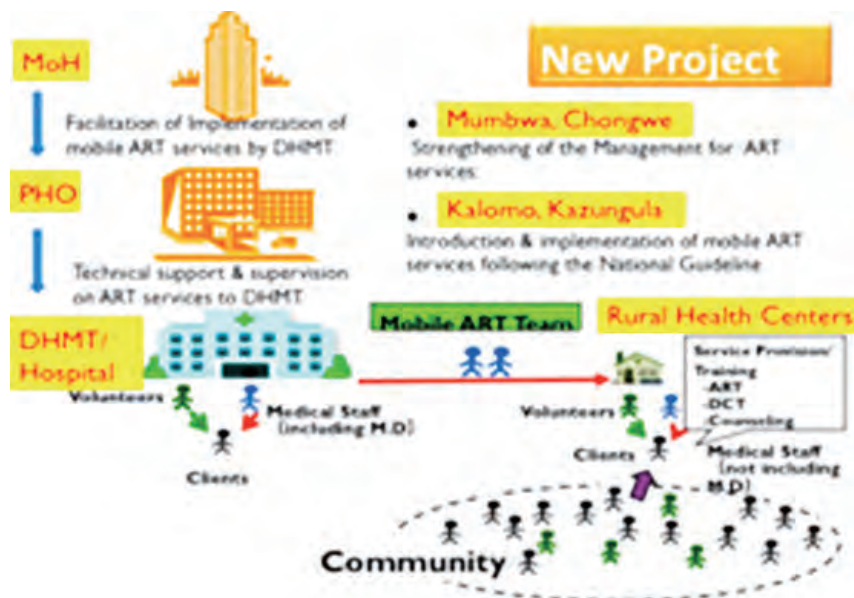 New Project
MoH
Facilitation of Implementation of
mobile ART services by DHMT
PHO
Technical support & supervision
on ART services to DHMT
• Mumbwa, Chongwe
Strengthening of the Management for ART
services:
• Kalomo, Kazungula
Introduction & implementation of mobile ART
services following the National Guideline
DHMT/
Hospital
Volunteers
Medical Staff
(including M.D)
Clients
Mobile ART Team
Rural Health Centers
Service Provision/
Training
-ART
-DCT
-Counseling
Volunteers
Clients
Medical Staff
(not including
M.D)
Community